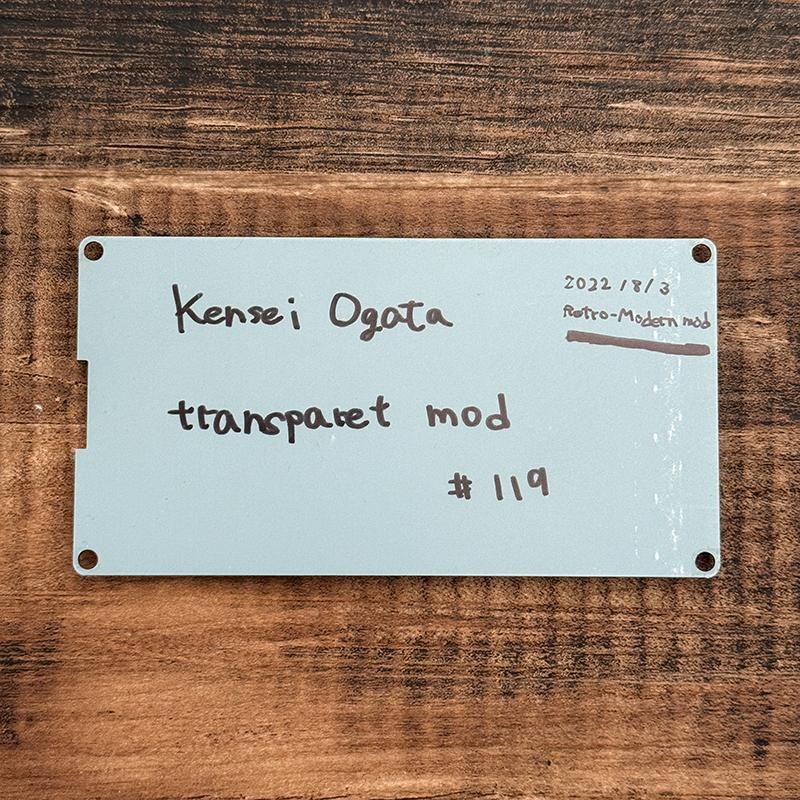 Kensei Ogata
2022/8/3
Retro-Modern mod
transparet mod
#119